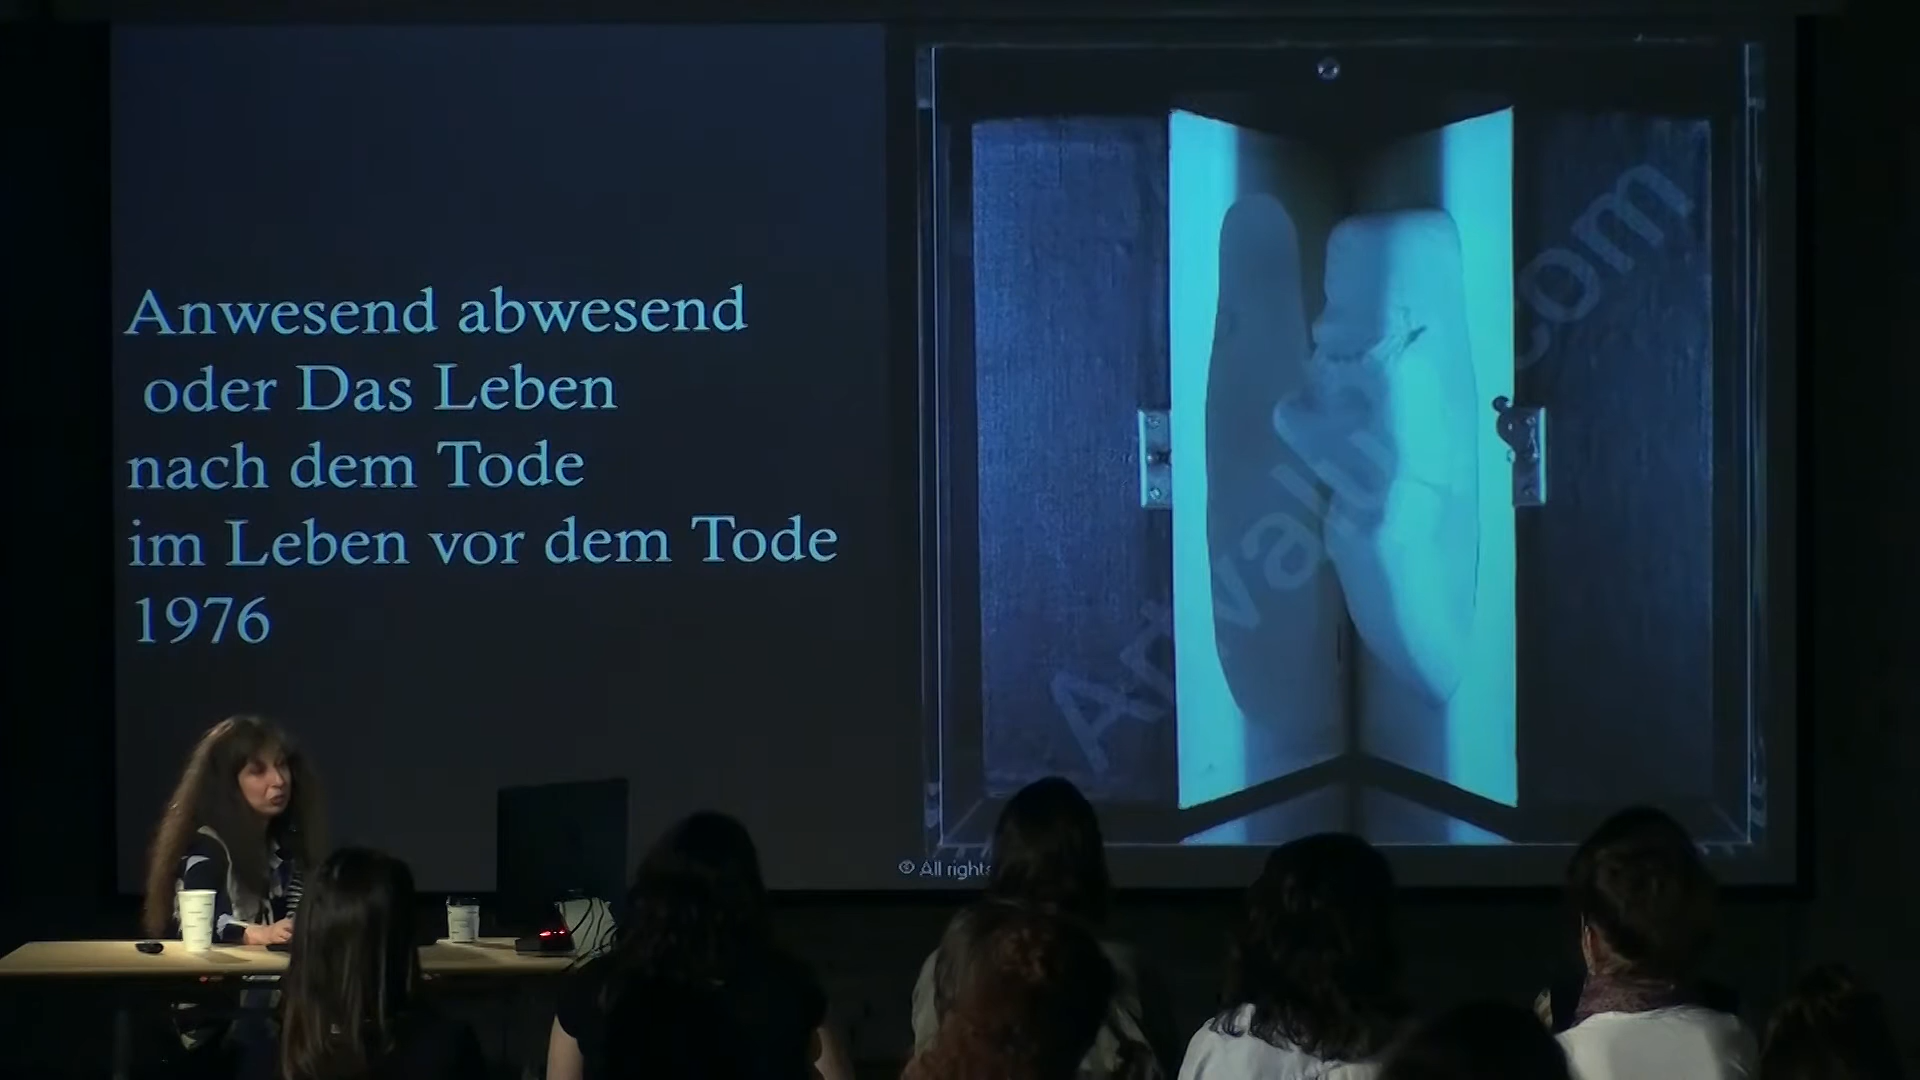 Anwesend abwesend
oder Das Leben
nach dem Tode
im Leben vor dem Tode
1976
© All rights